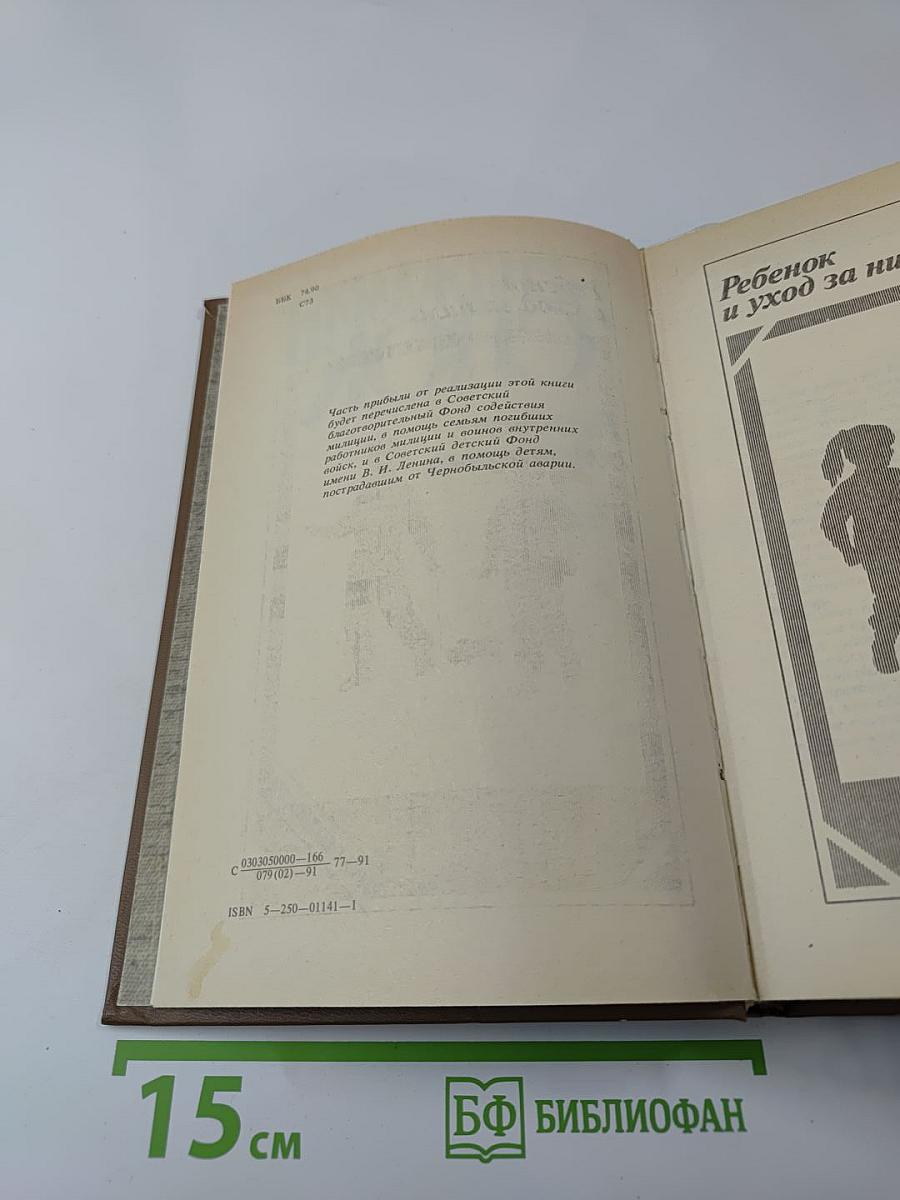 ББК 74.90
С73
Часть прибыли от реализации этой книги
будет перечислена в Советский
благотворительный Фонд содействия
милиции, в помощь семьям погибших
работников милиции и воинов внутренних
войск, и в Советский детский Фонд
имени В. И. Ленина, в помощь детям,
пострадавшим от Чернобыльской аварии.
С 0303050000—166 77—91
079(02)—91
ISBN 5—250—01141—1
Ребенок
и уход за ни
15 см
БФ БИБЛИОФАН